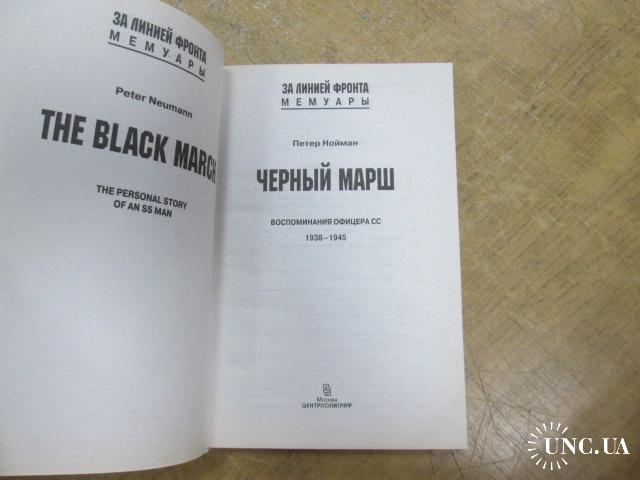 ЗА ЛИНИЕЙ ФРОНТА
МЕМУАРЫ
Peter Neumann
THE BLACK MARCH
THE PERSONAL STORY
OF AN SS MAN
ЗА ЛИНИЕЙ ФРОНТА
МЕМУАРЫ
Петер Нойман
ЧЕРНЫЙ МАРШ
ВОСПОМИНАНИЯ ОФИЦЕРА СС
1938–1945
Москва
ЦЕНТРПОЛИГРАФ
UNC.UA